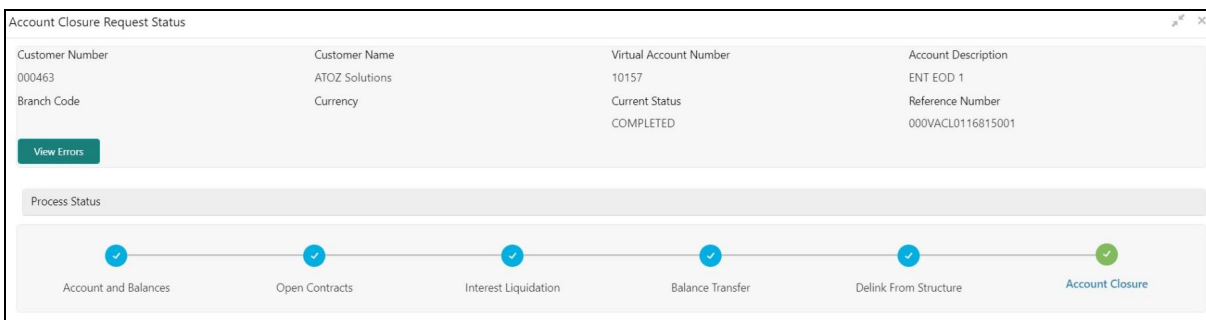 Account Closure Request Status
Customer Number Customer Name Virtual Account Number Account Description
000463 ATOZ Solutions 10157 ENT EOD 1
Branch Code Currency Current Status Reference Number
COMPLETED 000VACL0116815001
View Errors
Process Status
Account and Balances Open Contracts Interest Liquidation Balance Transfer Delink From Structure Account Closure